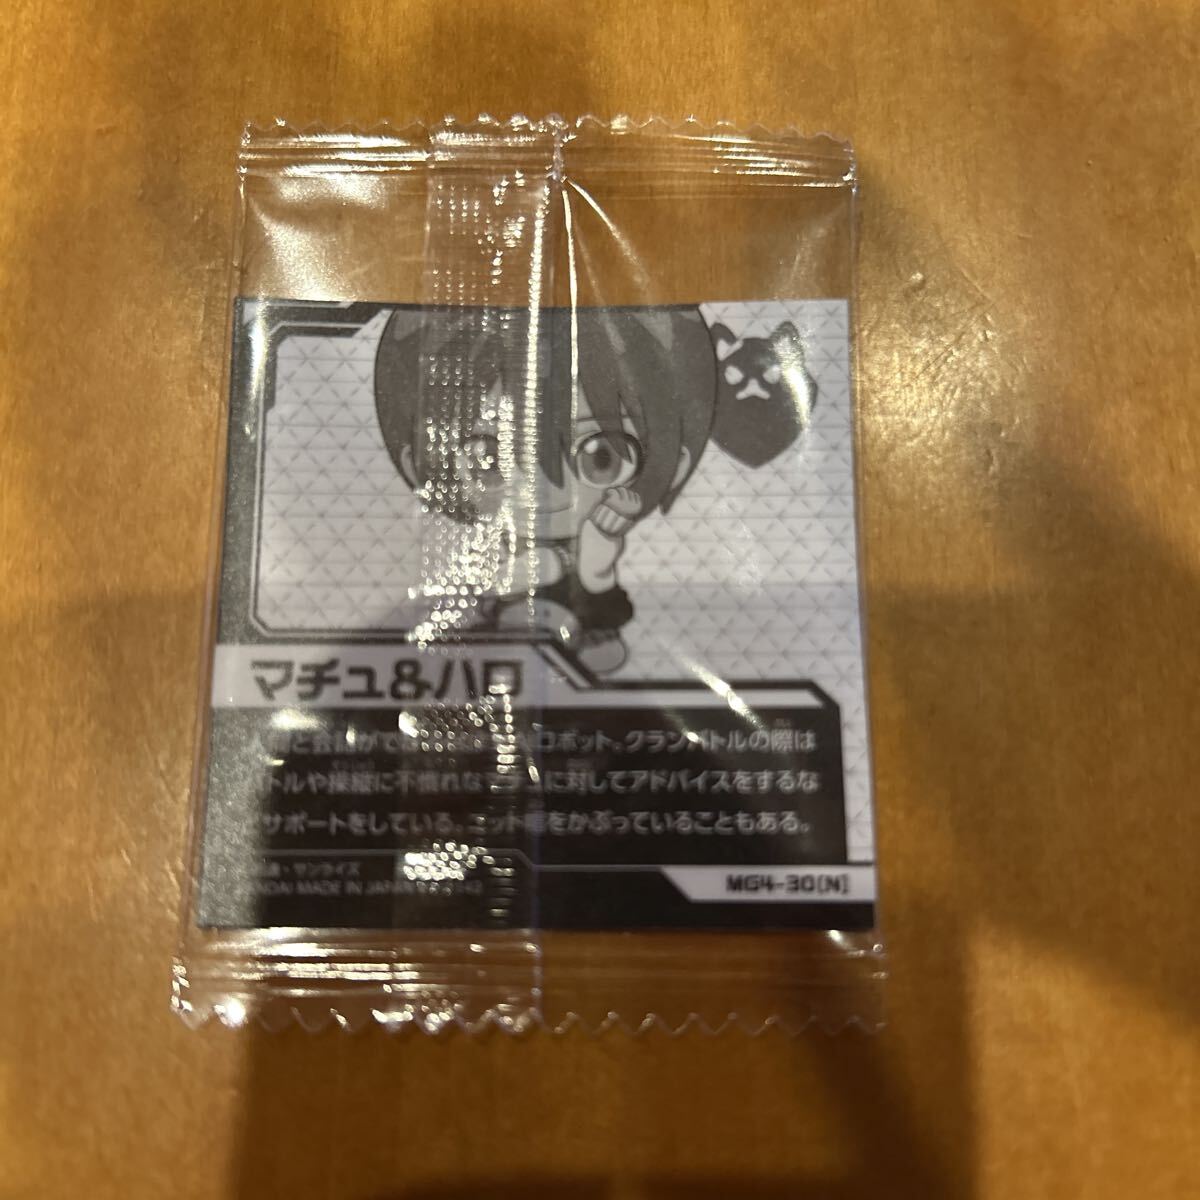 マチュ&ハロ
ロボット。クランバトルの際は
トルや操縦に不慣れな に対してアドバイスをするな
サポートをしている。ニット帽をかぶっていることもある。
・サンライズ
MADE IN JAPAN
MG4-30[N]